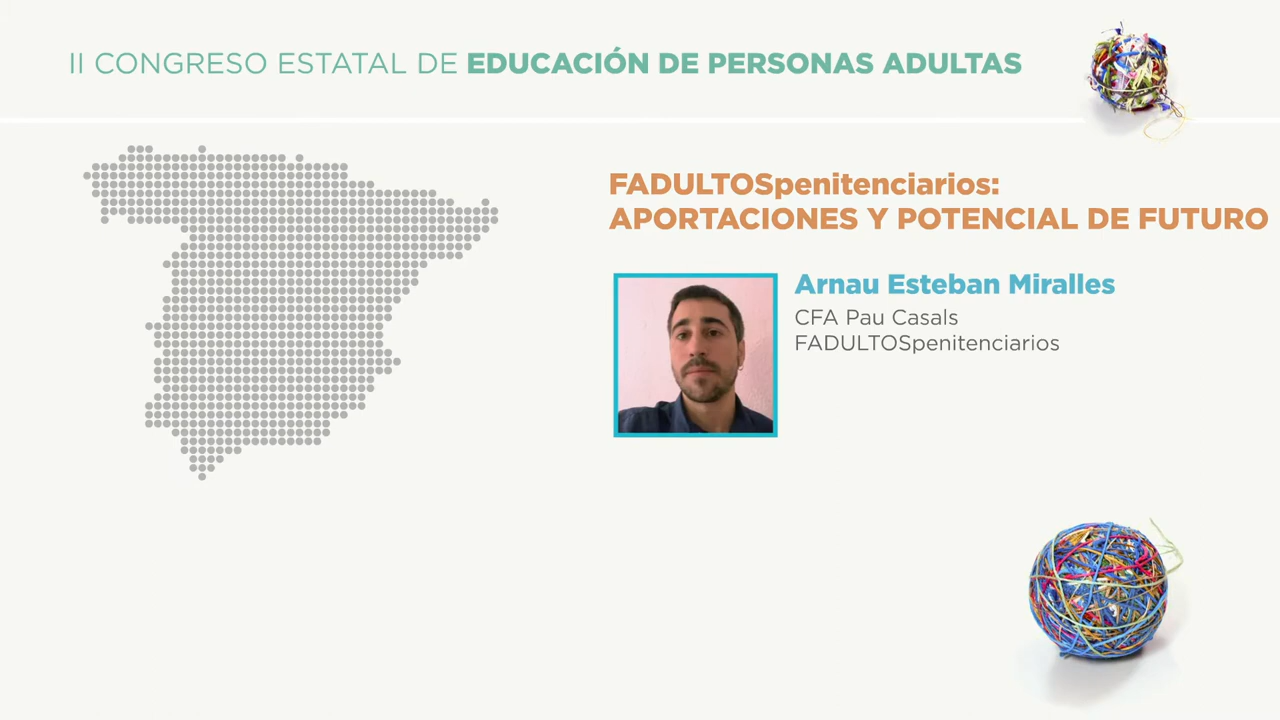 II CONGRESO ESTATAL DE EDUCACIÓN DE PERSONAS ADULTAS
FADULTOSpenitenciarios:
APORTACIONES Y POTENCIAL DE FUTURO
Arnau Esteban Miralles
CFA Pau Casals
FADULTOSpenitenciarios